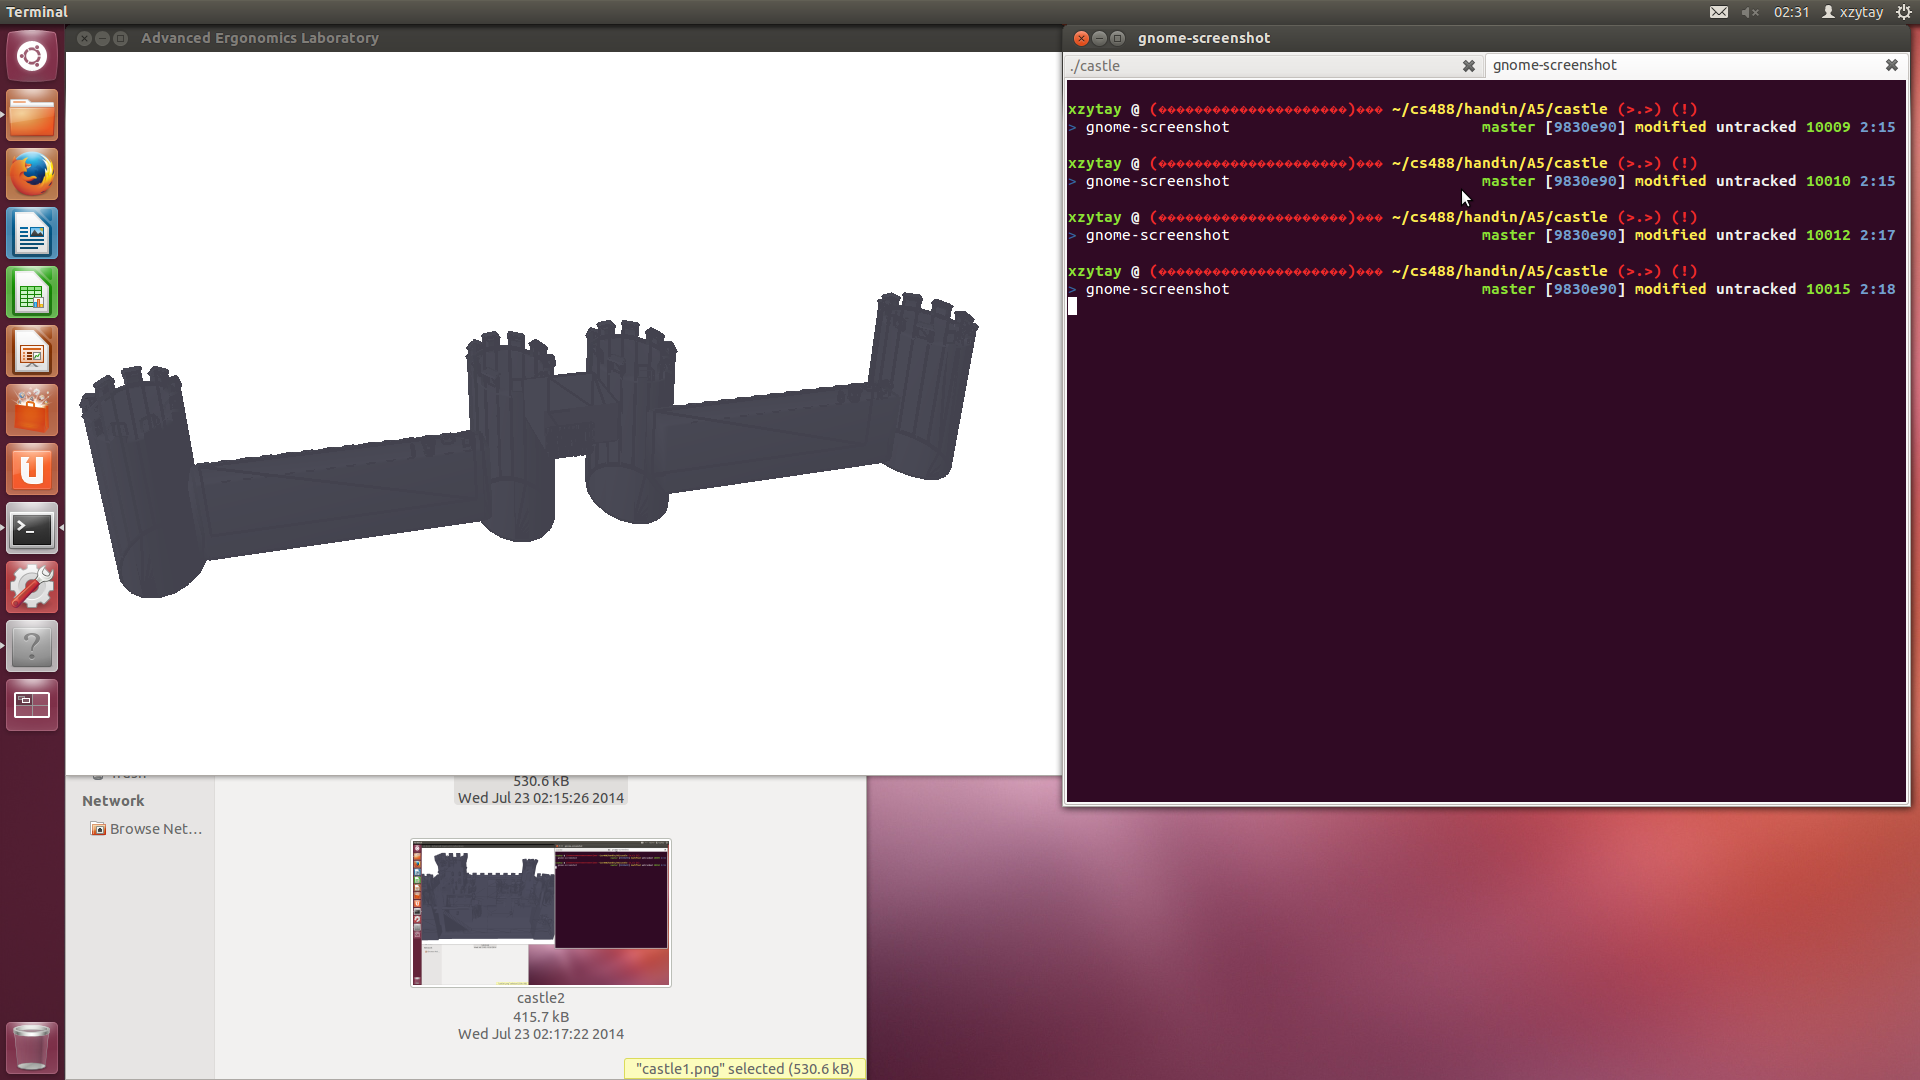 Terminal
02:31
xzytay
Advanced Ergonomics Laboratory
gnome-screenshot
./castle
gnome-screenshot
xzytay @ (�����������������������)��� ~/cs488/handin/A5/castle (>.>) (!)
> gnome-screenshot master [9830e90] modified untracked 10009 2:15
xzytay @ (�����������������������)��� ~/cs488/handin/A5/castle (>.>) (!)
> gnome-screenshot master [9830e90] modified untracked 10010 2:15
xzytay @ (�����������������������)��� ~/cs488/handin/A5/castle (>.>) (!)
> gnome-screenshot master [9830e90] modified untracked 10012 2:17
xzytay @ (�����������������������)��� ~/cs488/handin/A5/castle (>.>) (!)
> gnome-screenshot master [9830e90] modified untracked 10015 2:18
Network
Browse Net...
530.6 kB
Wed Jul 23 02:15:26 2014
castle2
415.7 kB
Wed Jul 23 02:17:22 2014
"castle1.png" selected (530.6 kB)